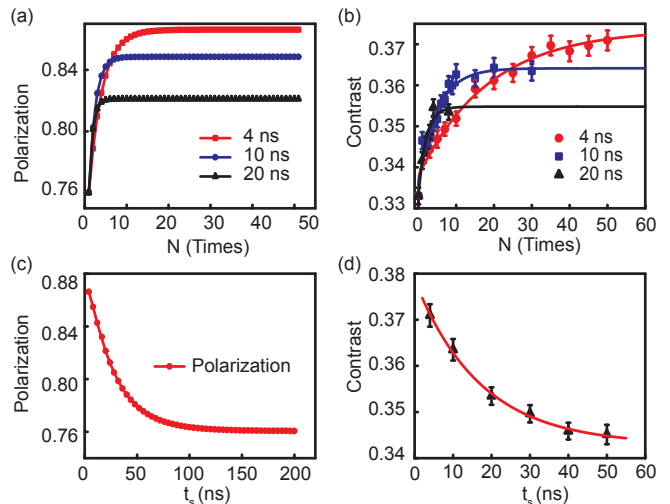 (a)
0.84
0.80
0.76
Polarization
4 ns
10 ns
20 ns
0 10 20 30 40 50
N (Times)
(b)
0.37
0.36
0.35
0.34
0.33
Contrast
4 ns
10 ns
20 ns
0 10 20 30 40 50 60
N (Times)
(c)
0.88
0.84
0.80
0.76
Polarization
Polarization
0 50 100 150 200
ts (ns)
(d)
0.38
0.37
0.36
0.35
0.34
Contrast
0 10 20 30 40 50 60
ts (ns)